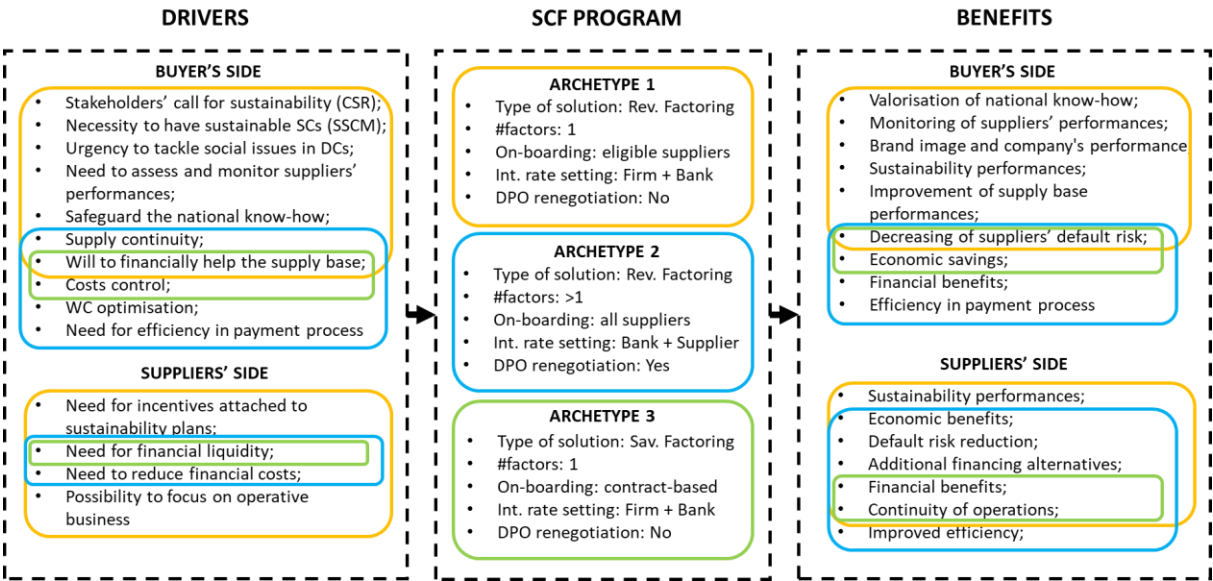 DRIVERS
BUYER'S SIDE
• Stakeholders' call for sustainability (CSR);
• Necessity to have sustainable SCs (SSCM);
• Urgency to tackle social issues in DCs;
• Need to assess and monitor suppliers'
performances;
• Safeguard the national know-how;
• Supply continuity;
• Will to financially help the supply base;
• Costs control;
• WC optimisation;
• Need for efficiency in payment process
SUPPLIERS' SIDE
• Need for incentives attached to
sustainability plans;
• Need for financial liquidity;
• Need to reduce financial costs;
• Possibility to focus on operative
business
SCF PROGRAM
ARCHETYPE 1
• Type of solution: Rev. Factoring
• #factors: 1
• On-boarding: eligible suppliers
• Int. rate setting: Firm + Bank
• DPO renegotiation: No
ARCHETYPE 2
• Type of solution: Rev. Factoring
• #factors: >1
• On-boarding: all suppliers
• Int. rate setting: Bank + Supplier
• DPO renegotiation: Yes
ARCHETYPE 3
• Type of solution: Sav. Factoring
• #factors: 1
• On-boarding: contract-based
• Int. rate setting: Firm + Bank
• DPO renegotiation: No
BENEFITS
BUYER'S SIDE
• Valorisation of national know-how;
• Monitoring of suppliers' performances;
• Brand image and company's performance;
• Sustainability performances;
• Improvement of supply base
performances;
• Decreasing of suppliers' default risk;
• Economic savings;
• Financial benefits;
• Efficiency in payment process
SUPPLIERS' SIDE
• Sustainability performances;
• Economic benefits;
• Default risk reduction;
• Additional financing alternatives;
• Financial benefits;
• Continuity of operations;
• Improved efficiency;